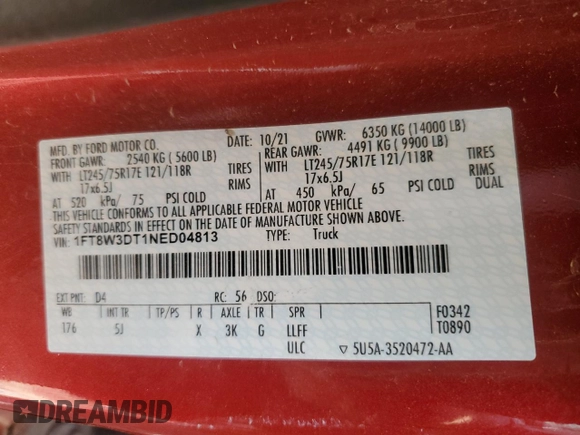 MFD. BY FORD MOTOR CO.
DATE: 10/21 GVWR: 6350 KG (14000 LB)
FRONT GAWR: 2540 KG ( 5600 LB)
REAR GAWR: 4491 KG ( 9900 LB)
WITH LT245/75R17E 121/118R TIRES
WITH LT245/75R17E 121/118R TIRES
17x6.5J RIMS
17x6.5J RIMS
AT 520 kPa/ 75 PSI COLD
AT 450 kPa/ 65 PSI COLD DUAL
THIS VEHICLE CONFORMS TO ALL APPLICABLE FEDERAL MOTOR VEHICLE
SAFETY STANDARDS IN EFFECT ON THE DATE OF MANUFACTURE SHOWN ABOVE.
VIN: 1FT8W3DT1NED04813 TYPE: Truck
EXT PNT: D4 RC: 56 DSO:
WB INT TR TP/PS R AXLE TR SPR F0342
176 5J X 3K G LLFF T0890
ULC ▽ 5U5A-3520472-AA
DREAMBID